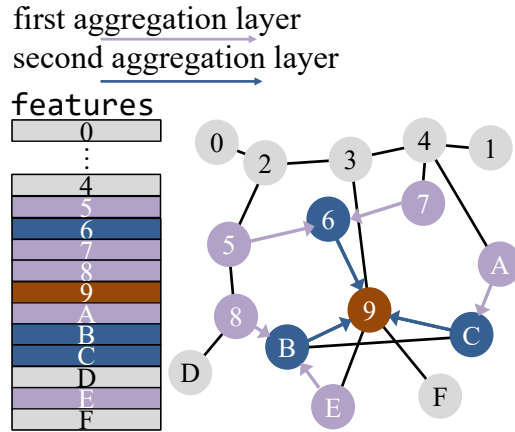 first aggregation layer
second aggregation layer
features
0
⋮
4
5
6
7
8
9
A
B
C
D
E
F
0
2
3
4
1
5
6
7
A
8
9
B
C
D
E
F